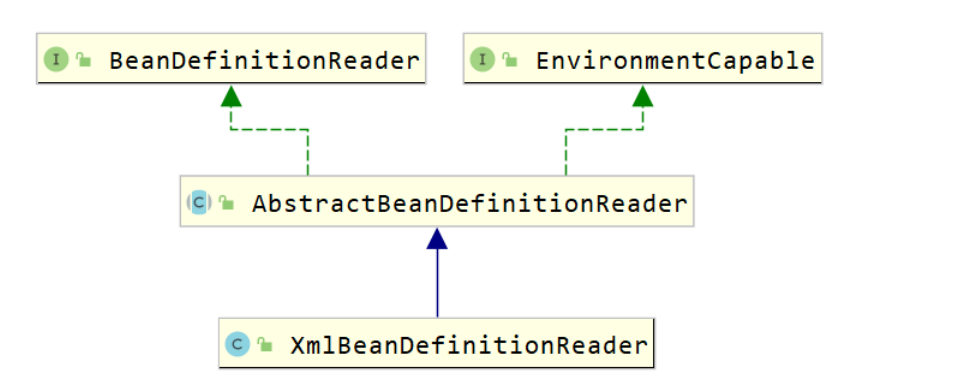 I BeanDefinitionReader
I EnvironmentCapable
C AbstractBeanDefinitionReader
C XmlBeanDefinitionReader